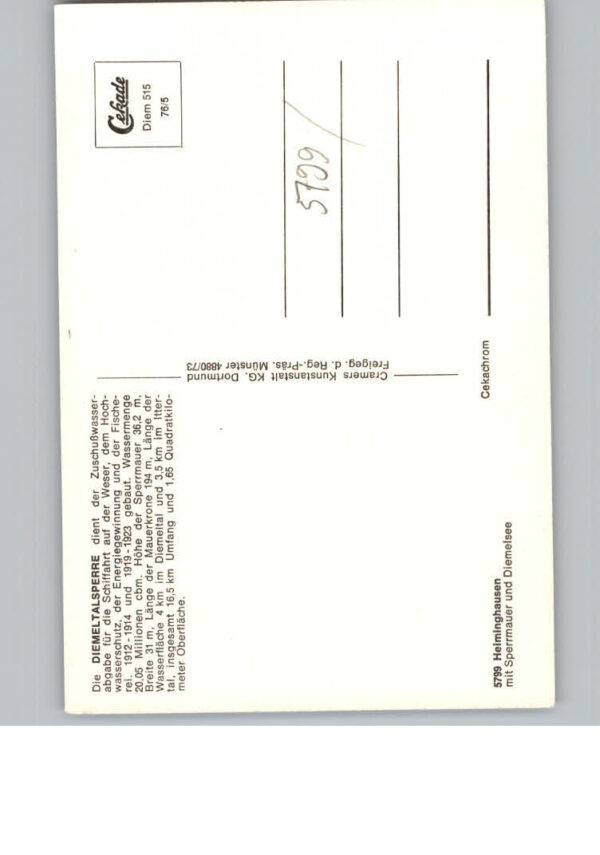 Die DIEMELTALSPERRE dient der Zuschußwasser-
abgabe für die Schiffahrt auf der Weser, dem Hoch-
wasserschutz, der Energiegewinnung und der Fische-
rei. 1912-1914 und 1919-1923 gebaut. Wassermenge
20,05 Millionen cbm. Höhe der Sperrmauer 36,2 m,
Breite 31 m, Länge der Mauerkrone 194 m, Länge der
Wasserfläche 4 km im Diemeltal und 3,5 km im Itter-
tal, insgesamt 16,5 km Umfang und 1,65 Quadratkilo-
meter Oberfläche.
5799 Helminghausen
mit Sperrmauer und Diemelsee
Cramers Kunstanstalt KG, Dortmund
Freigeg. d. Reg.-Präs. Münster 4880/73
Cekade
Diem 515
76/5
5799/
Cekachrom